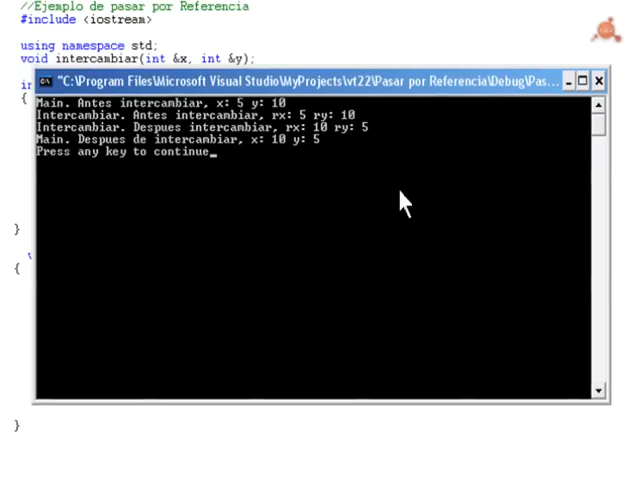 //Ejemplo de pasar por Referencia
#include <iostream>
using namespace std;
void intercambiar(int &x, int &y);
"C:\Program Files\Microsoft Visual Studio\MyProjects\vt22\Pasar por Referencia\Debug\Pas...
{
Main. Antes intercambiar, x: 5 y: 10
Intercambiar. Antes intercambiar, rx: 5 ry: 10
Intercambiar. Despues intercambiar, rx: 10 ry: 5
Main. Despues de intercambiar, x: 10 y: 5
Press any key to continue_
}
{
}